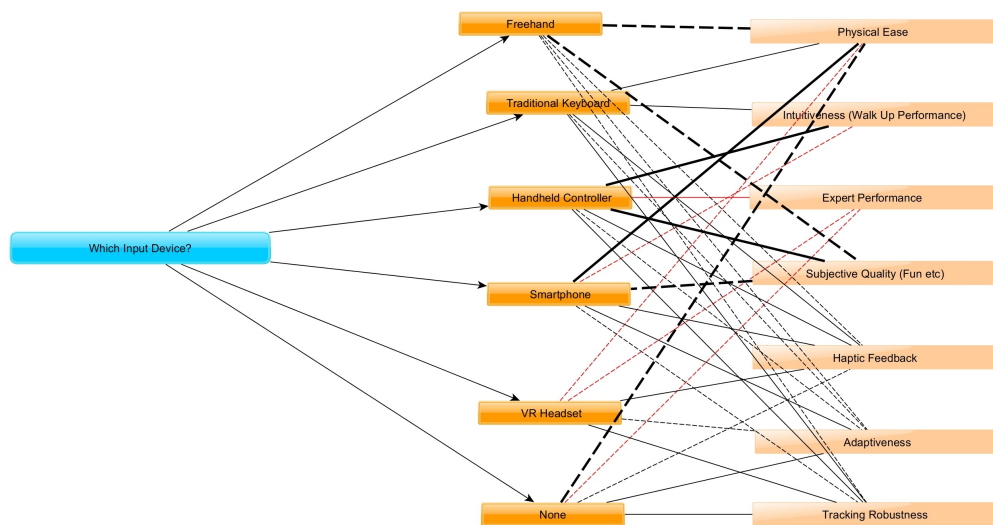 Which Input Device?
Freehand
Traditional Keyboard
Handheld Controller
Smartphone
VR Headset
None
Physical Ease
Intuitiveness (Walk Up Performance)
Expert Performance
Subjective Quality (Fun etc)
Haptic Feedback
Adaptiveness
Tracking Robustness